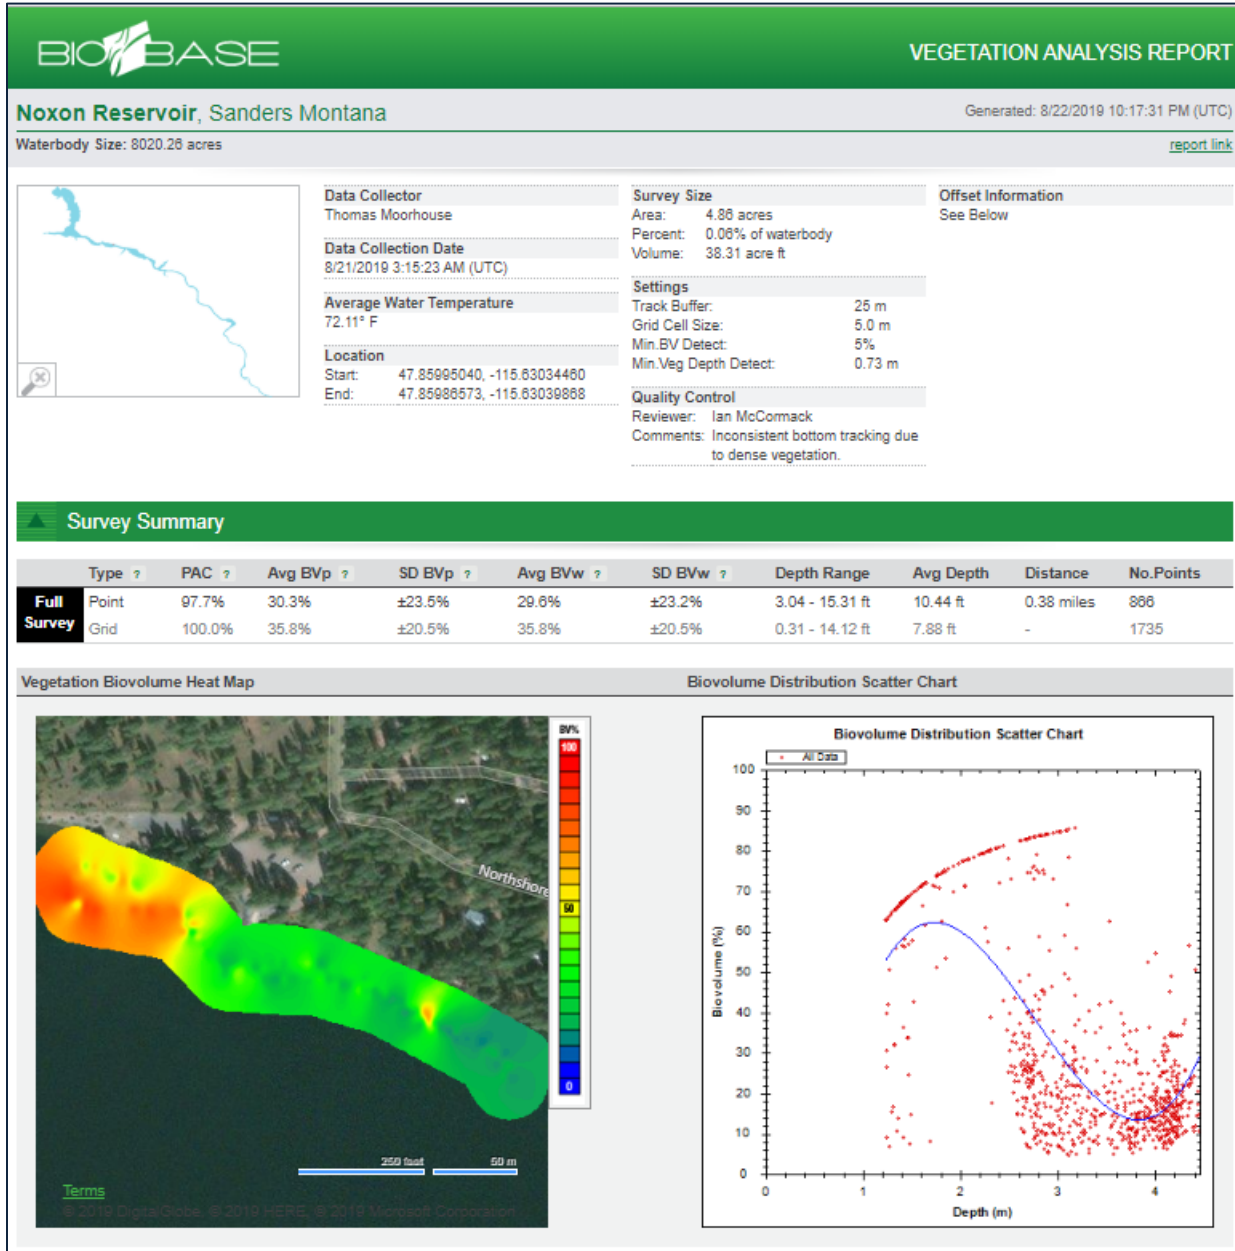 BIOBASE
VEGETATION ANALYSIS REPORT
Noxon Reservoir, Sanders Montana
Generated: 8/22/2019 10:17:31 PM (UTC)
Waterbody Size: 8020.26 acres
report link
Data Collector
Thomas Moorhouse
Data Collection Date
8/21/2019 3:15:23 AM (UTC)
Average Water Temperature
72.11° F
Location
Start: 47.85995040, -115.63034460
End: 47.85986573, -115.63039868
Survey Size
Area: 4.86 acres
Percent: 0.06% of waterbody
Volume: 38.31 acre ft
Settings
Track Buffer: 25 m
Grid Cell Size: 5.0 m
Min.BV Detect: 5%
Min.Veg Depth Detect: 0.73 m
Quality Control
Reviewer: Ian McCormack
Comments: Inconsistent bottom tracking due
to dense vegetation.
Offset Information
See Below
Survey Summary
Type ? PAC ? Avg BVp ? SD BVp ? Avg BVw ? SD BVw ? Depth Range Avg Depth Distance No.Points
Full Survey
Point 97.7% 30.3% ±23.5% 29.6% ±23.2% 3.04 - 15.31 ft 10.44 ft 0.38 miles 866
Grid 100.0% 35.8% ±20.5% 35.8% ±20.5% 0.31 - 14.12 ft 7.88 ft - 1735
Vegetation Biovolume Heat Map
Biovolume Distribution Scatter Chart
BV%
100
50
0
Northshore
250 feet
50 m
Terms
© 2019 DigitalGlobe, © 2019 HERE, © 2019 Microsoft Corporation
Biovolume Distribution Scatter Chart
All Data
Biovolume (%)
100
90
80
70
60
50
40
30
20
10
0
0 1 2 3 4
Depth (m)